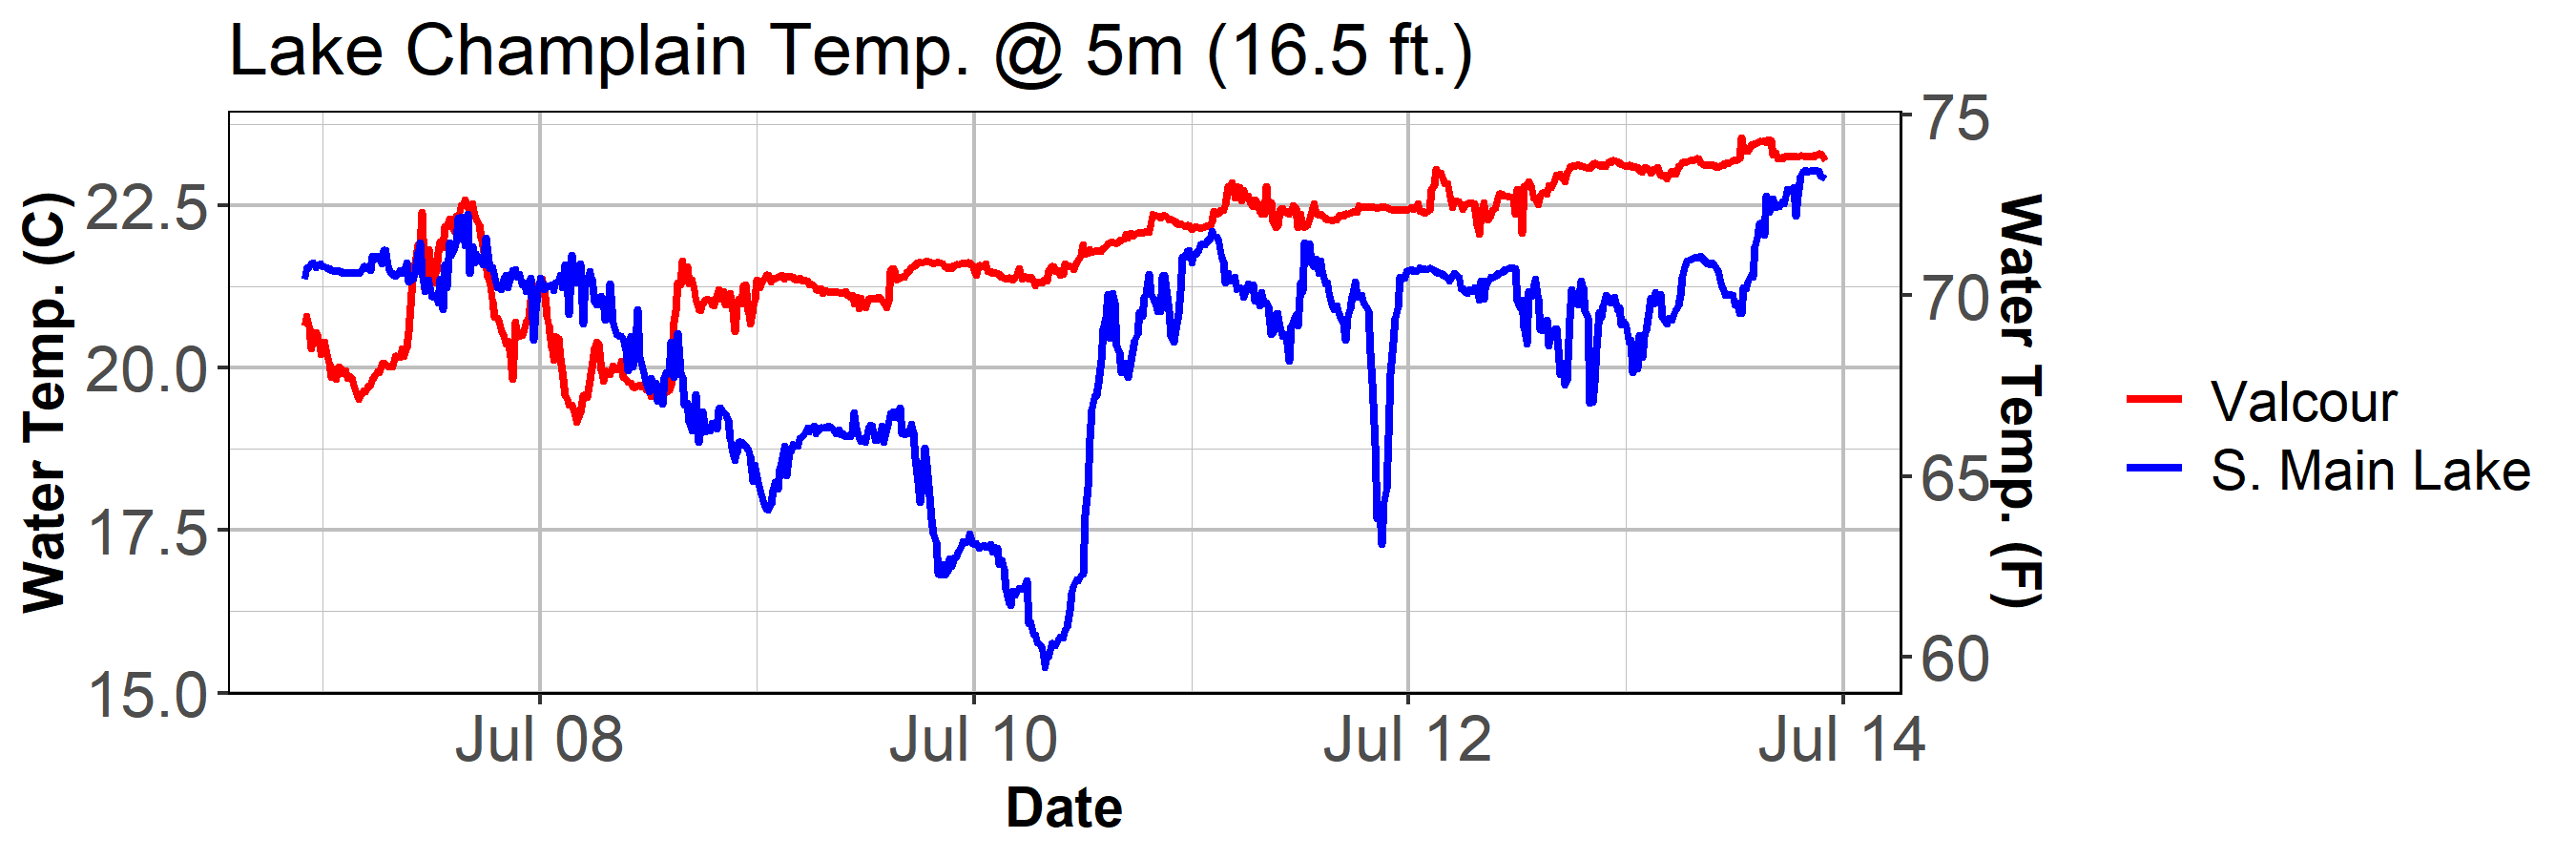 Lake Champlain Temp. @ 5m (16.5 ft.)
Water Temp. (C)
22.5
20.0
17.5
15.0
75
70
65
60
Water Temp. (F)
Jul 08
Jul 10
Jul 12
Jul 14
Date
Valcour
S. Main Lake